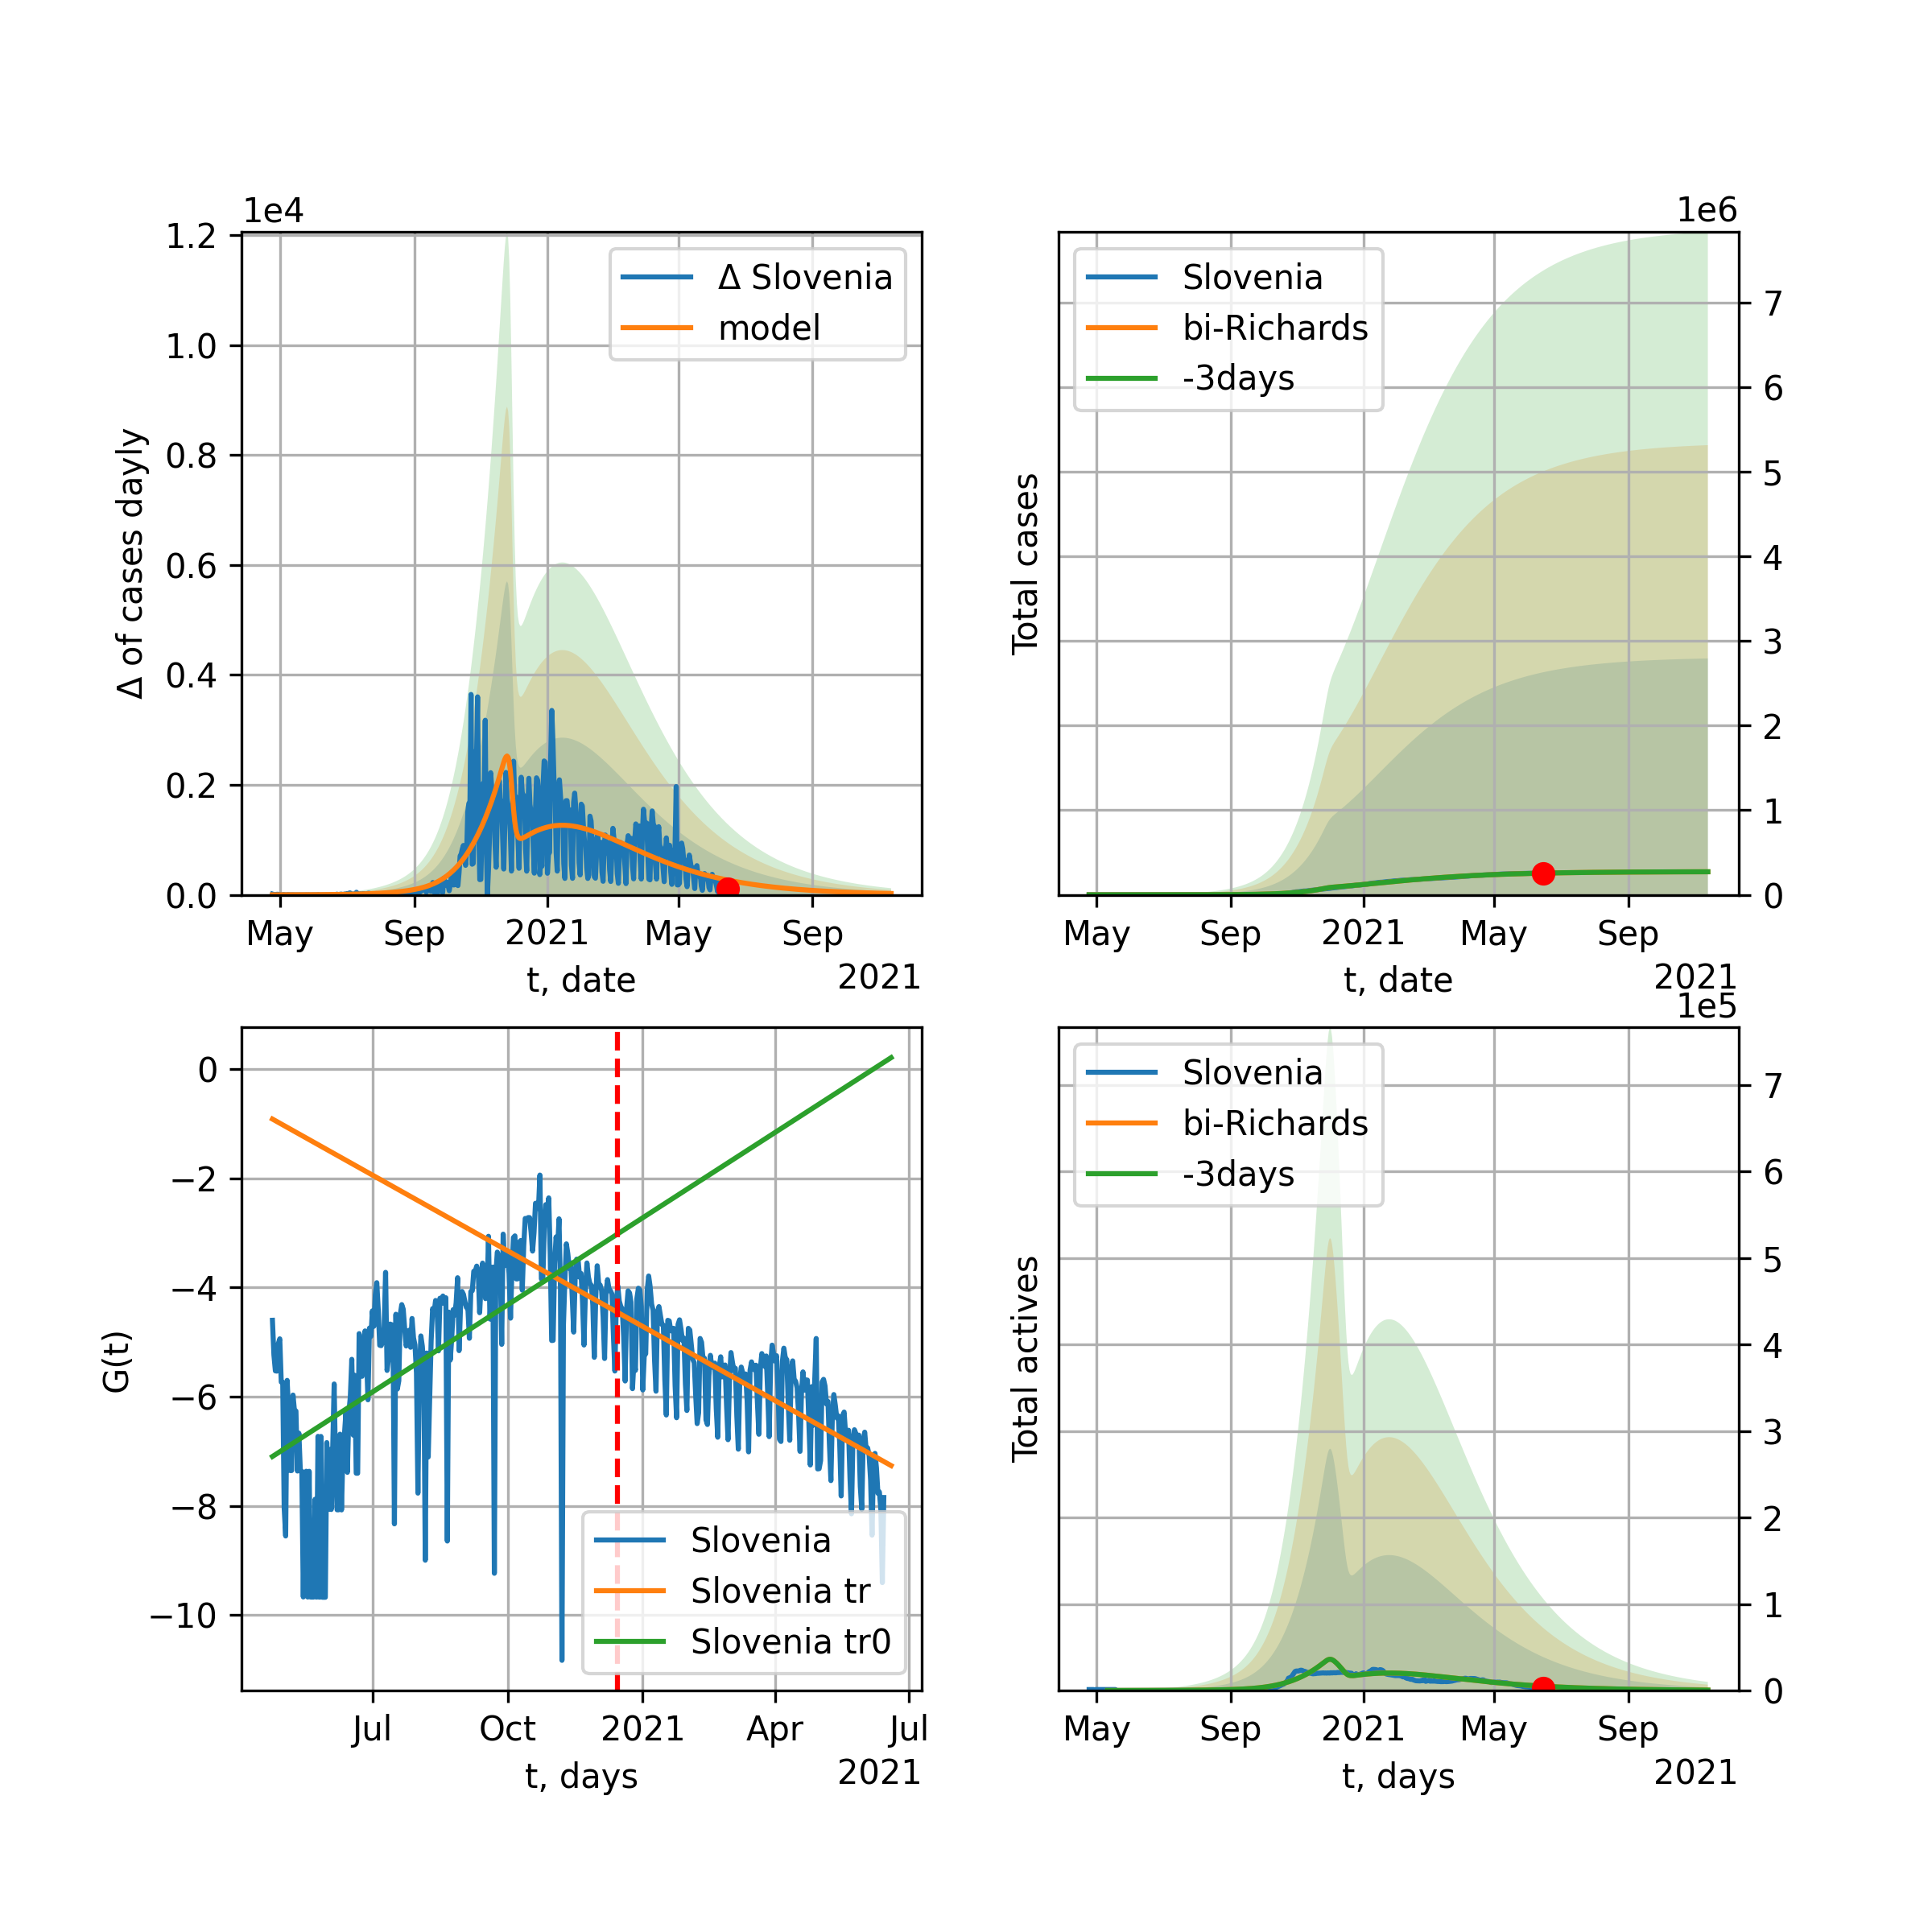 1e4
1.2
1.0
0.8
0.6
0.4
0.2
0.0
Δ of cases dayly
Δ Slovenia
model
May
Sep
2021
May
Sep
t, date
2021
1e6
Slovenia
bi-Richards
-3days
Total cases
7
6
5
4
3
2
1
0
May
Sep
2021
May
Sep
t, date
2021
0
−2
−4
−6
−8
−10
G(t)
Slovenia
Slovenia tr
Slovenia tr0
Jul
Oct
2021
Apr
Jul
t, days
2021
1e5
Slovenia
bi-Richards
-3days
Total actives
7
6
5
4
3
2
1
0
May
Sep
2021
May
Sep
t, days
2021